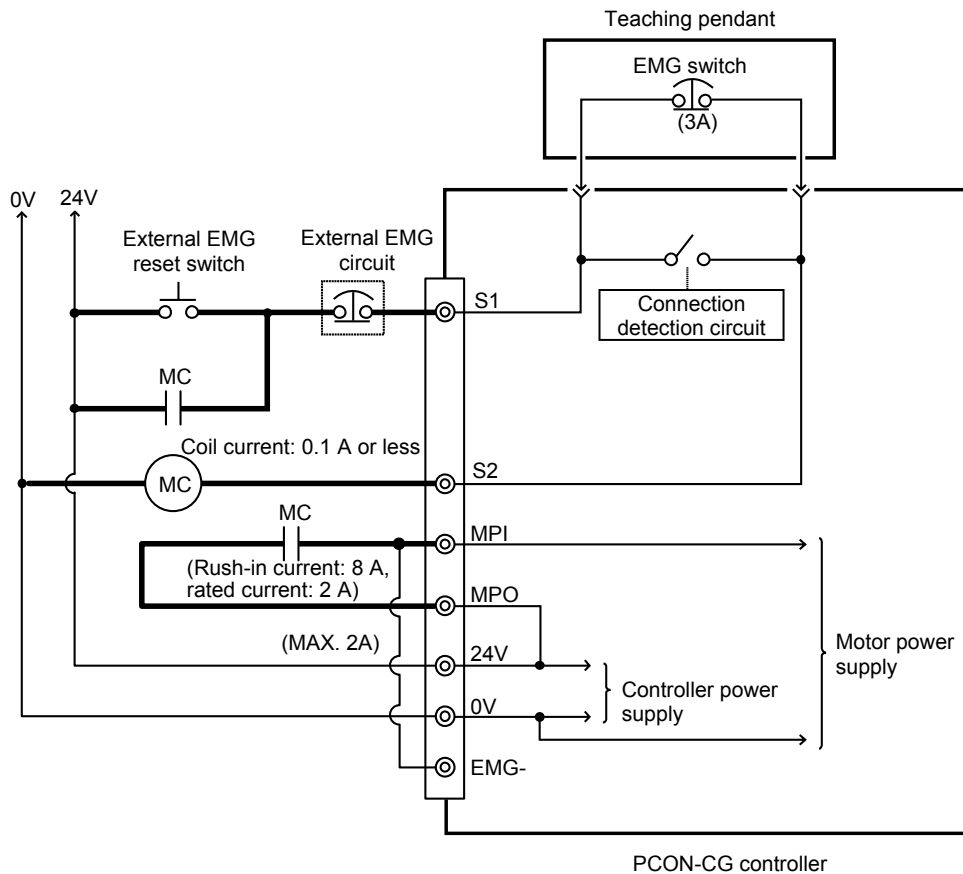 Teaching pendant
EMG switch
(3A)
0V
24V
External EMG
reset switch
External EMG
circuit
S1
Connection
detection circuit
MC
Coil current: 0.1 A or less
MC
S2
MC
MPI
(Rush-in current: 8 A,
rated current: 2 A)
MPO
(MAX. 2A)
24V
Motor power
supply
Controller power
supply
0V
EMG-
PCON-CG controller